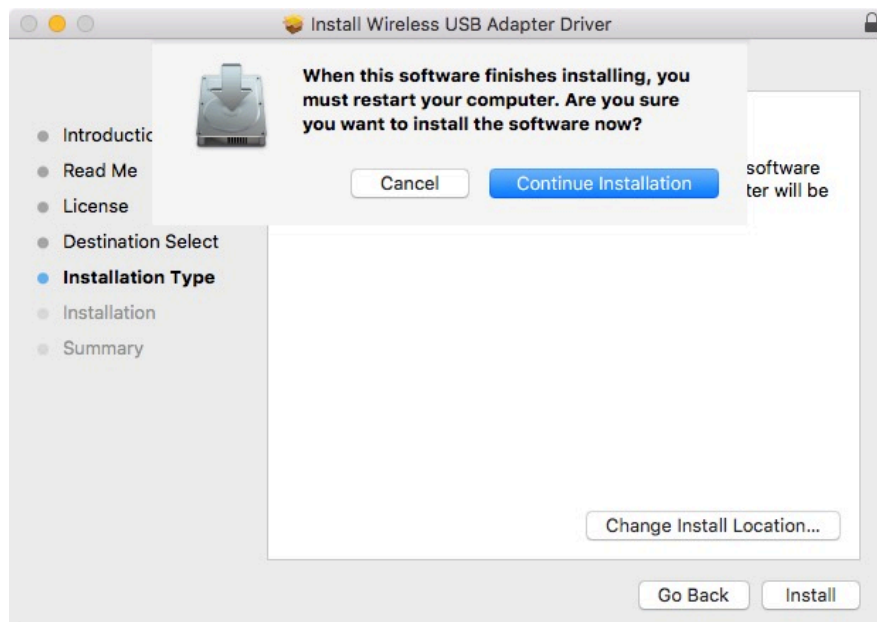 Install Wireless USB Adapter Driver
When this software finishes installing, you
must restart your computer. Are you sure
you want to install the software now?
Cancel
Continue Installation
Read Me
License
Destination Select
Installation Type
Installation
Summary
software
will be
Change Install Location...
Go Back
Install